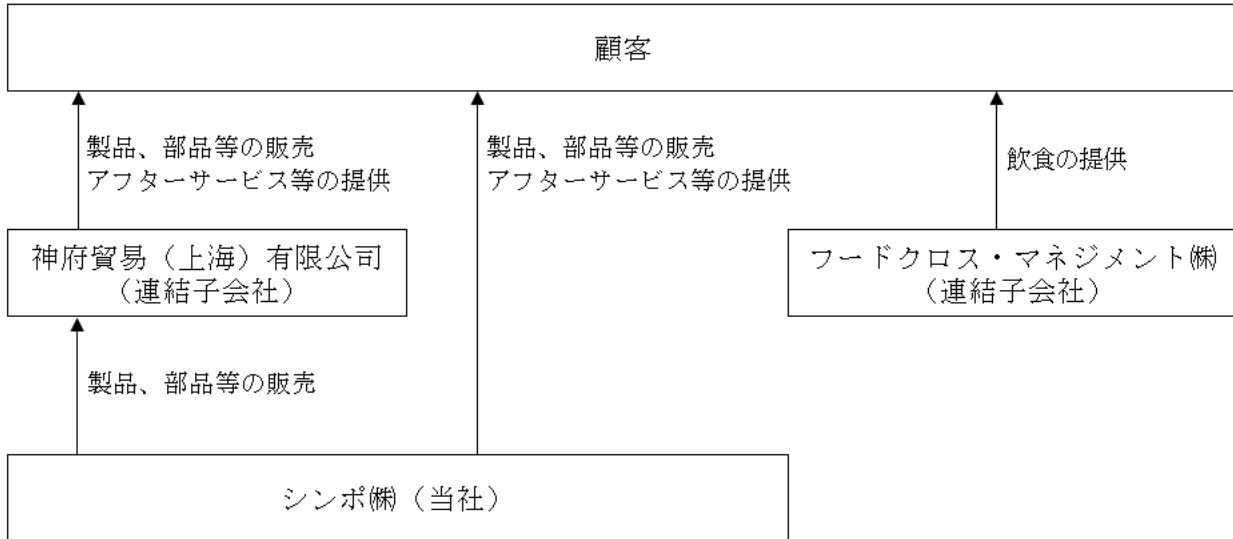 顧客
製品、部品等の販売
アフターサービス等の提供
製品、部品等の販売
アフターサービス等の提供
飲食の提供
神府貿易（上海）有限公司
（連結子会社）
フードクロス・マネジメント㈱
（連結子会社）
製品、部品等の販売
シンポ㈱（当社）